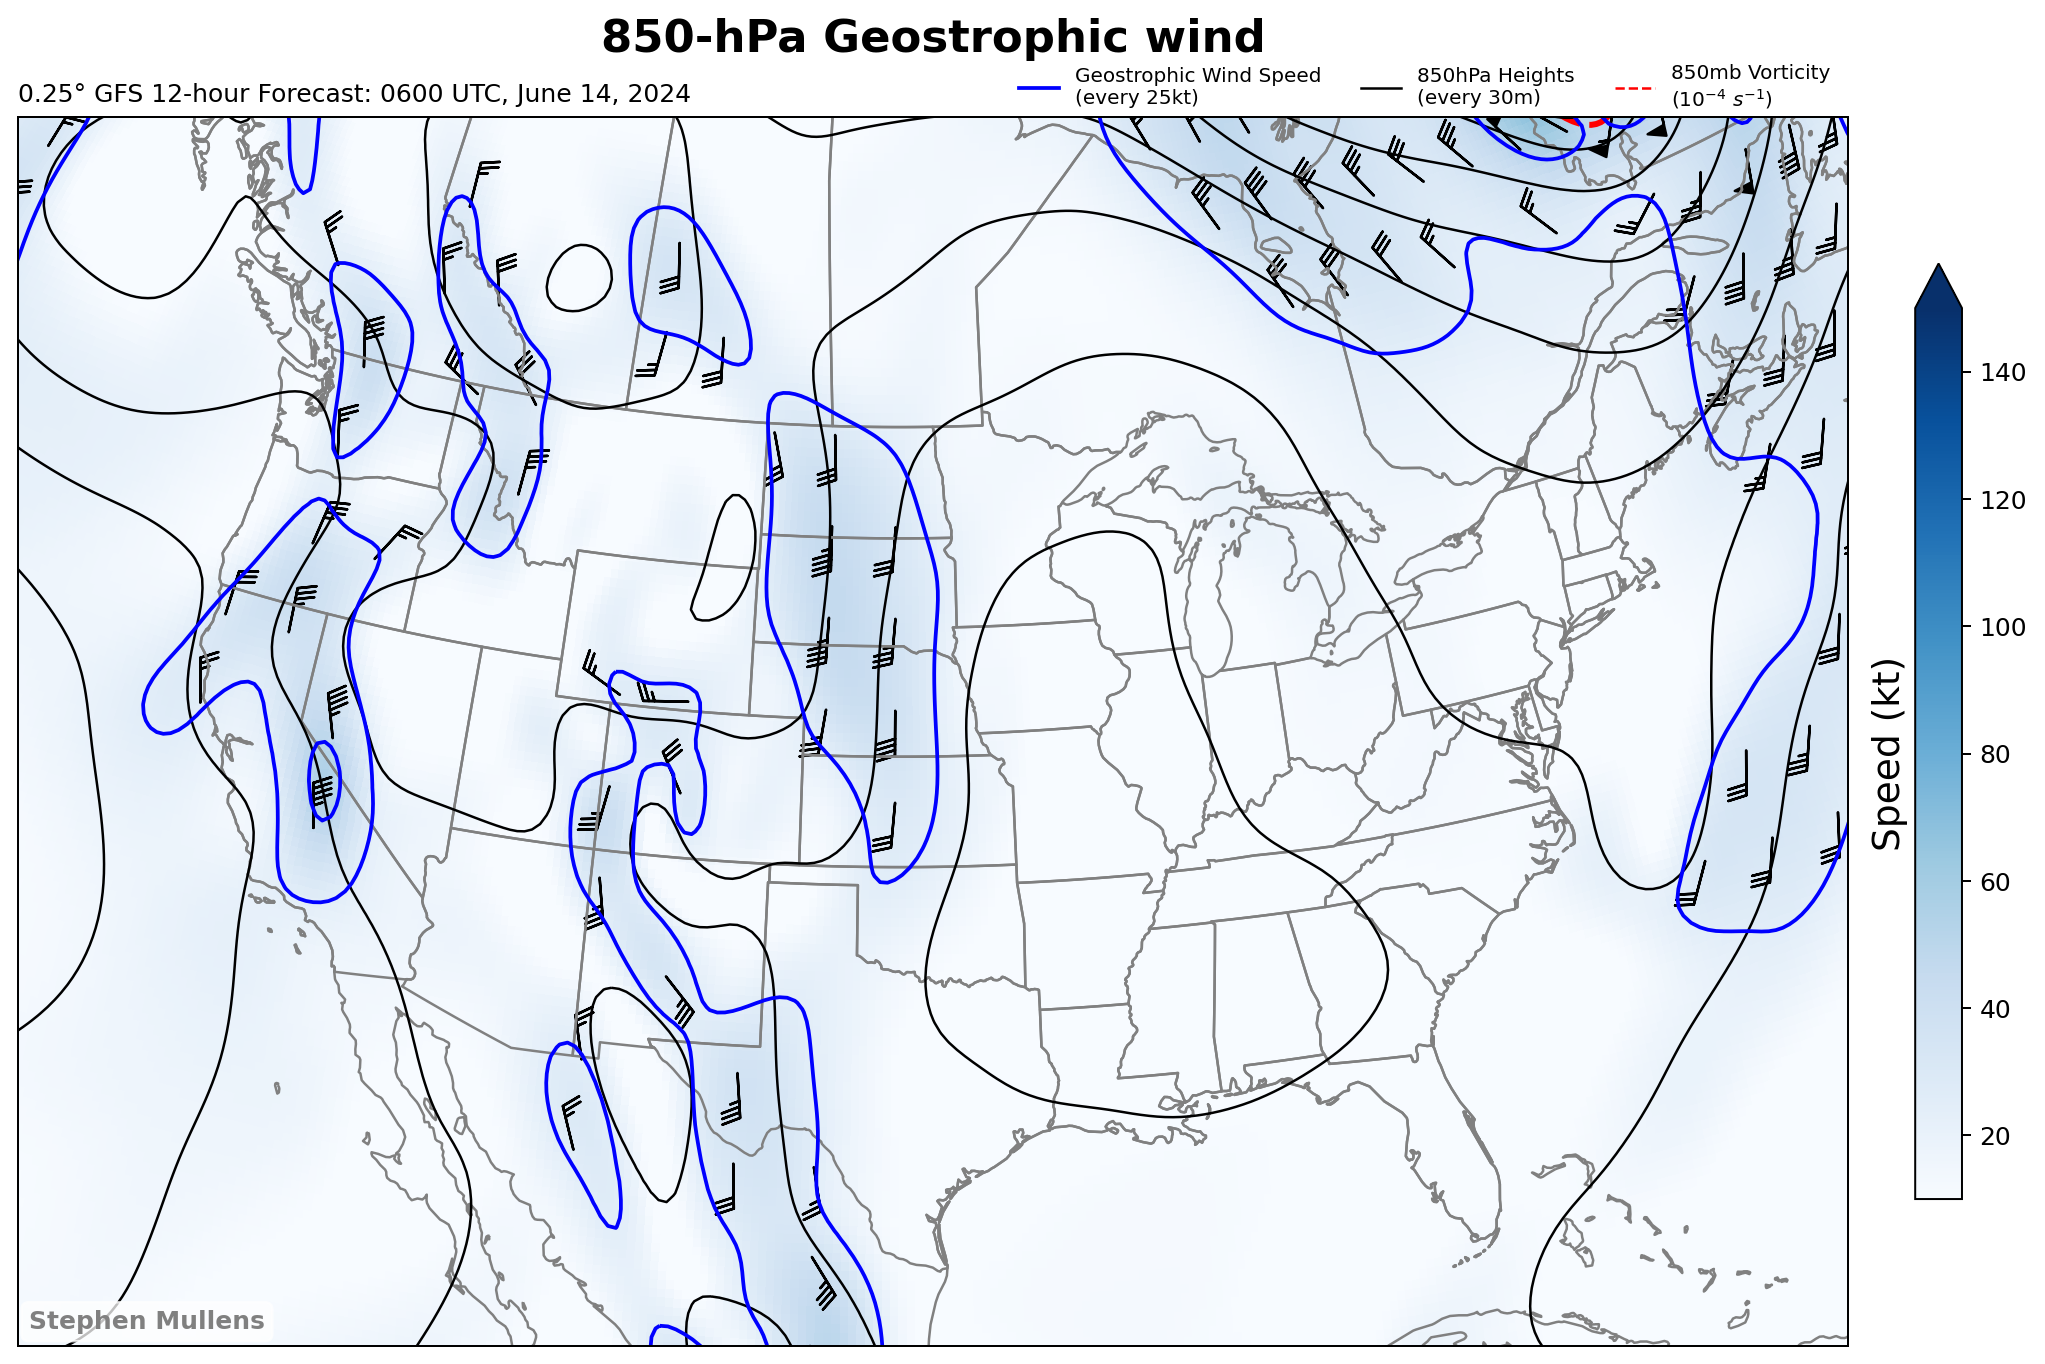 850-hPa Geostrophic wind
0.25° GFS 12-hour Forecast: 0600 UTC, June 14, 2024
Geostrophic Wind Speed
(every 25kt)
850hPa Heights
(every 30m)
850mb Vorticity
(10⁻⁴ s⁻¹)
140
120
100
80
60
40
20
Speed (kt)
Stephen Mullens